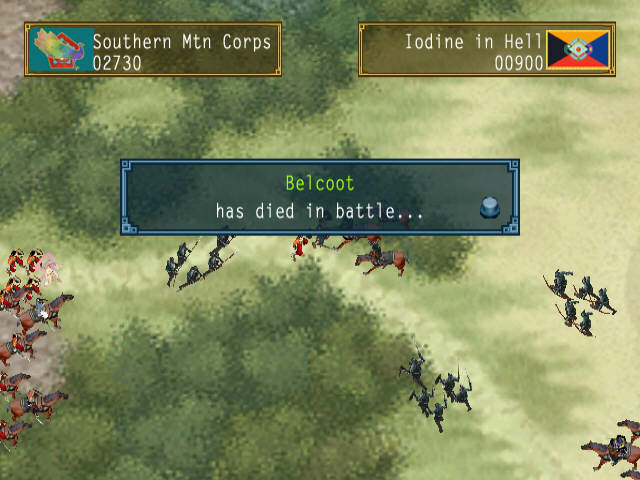 Southern Mtn Corps
02730
Iodine in Hell
00900
Belcoot
has died in battle...